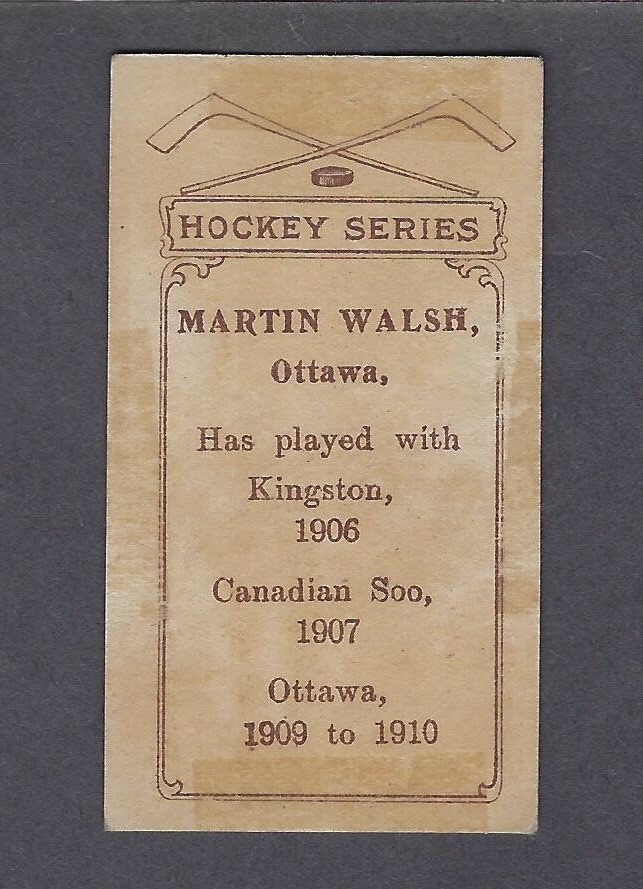 HOCKEY SERIES
MARTIN WALSH,
Ottawa,
Has played with
Kingston,
1906
Canadian Soo,
1907
Ottawa,
1909 to 1910